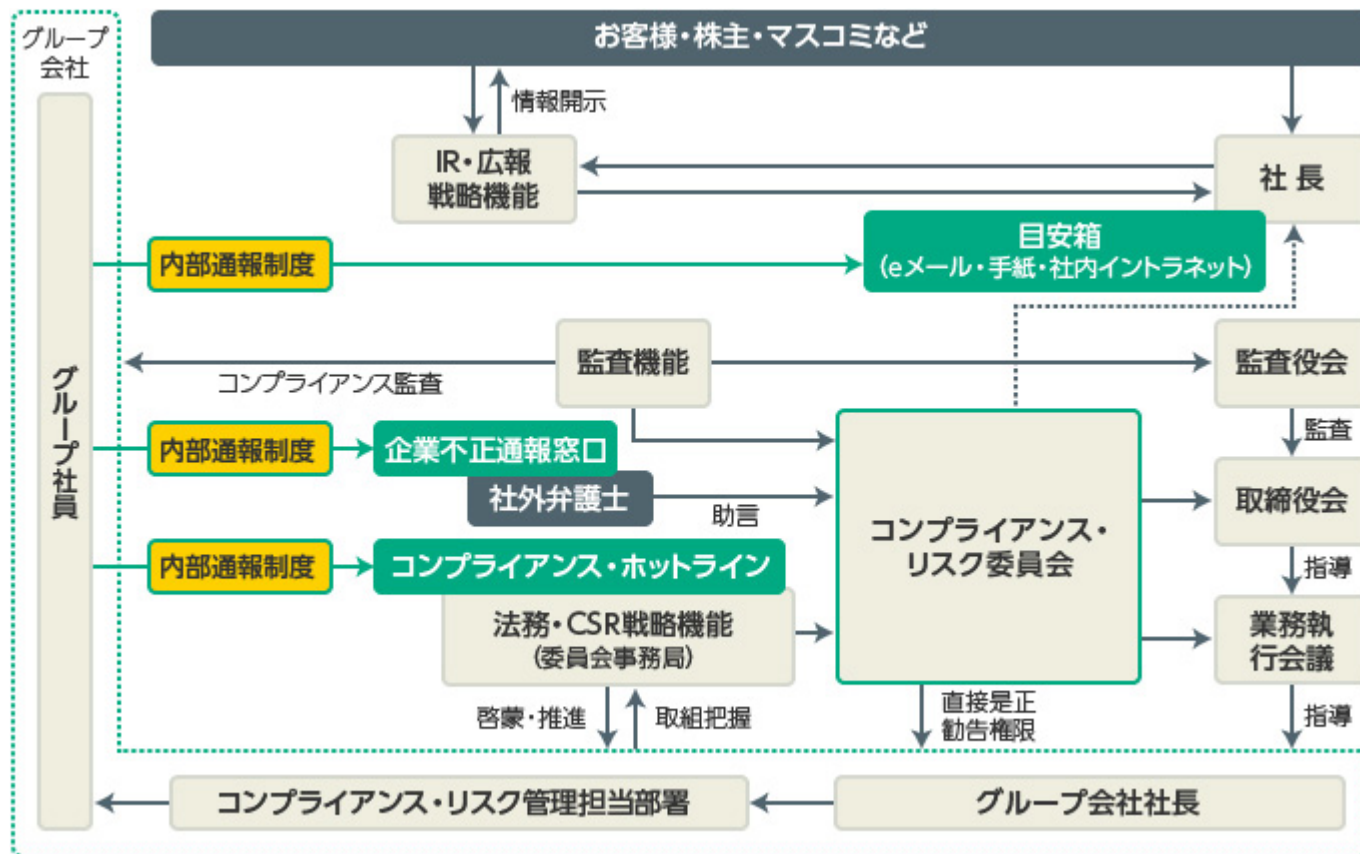 グループ
会社
お客様・株主・マスコミなど
情報開示
IR・広報
戦略機能
社 長
内部通報制度
目安箱
（eメール・手紙・社内イントラネット）
監査機能
監査役会
コンプライアンス監査
グループ社員
監査
内部通報制度
企業不正通報窓口
社外弁護士
助言
取締役会
コンプライアンス・
リスク委員会
内部通報制度
コンプライアンス・ホットライン
指導
法務・CSR戦略機能
（委員会事務局）
業務執
行会議
啓蒙・推進
取組把握
直接是正
勧告権限
指導
コンプライアンス・リスク管理担当部署
グループ会社社長